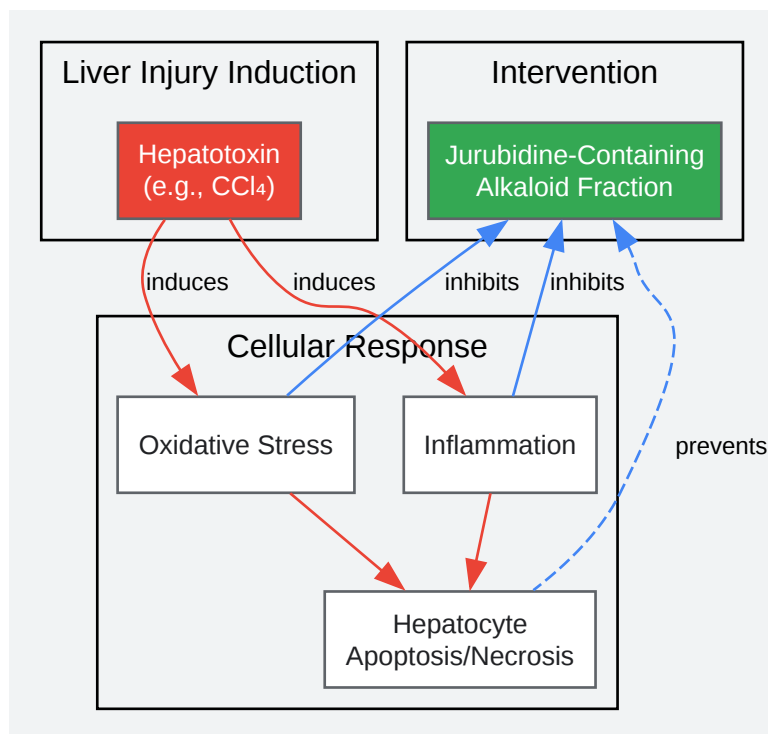 Liver Injury Induction
Intervention
Hepatotoxin
(e.g., CCl₄)
Jurubidine-Containing
Alkaloid Fraction
induces
induces
inhibits
inhibits
Cellular Response
Oxidative Stress
Inflammation
prevents
Hepatocyte
Apoptosis/Necrosis